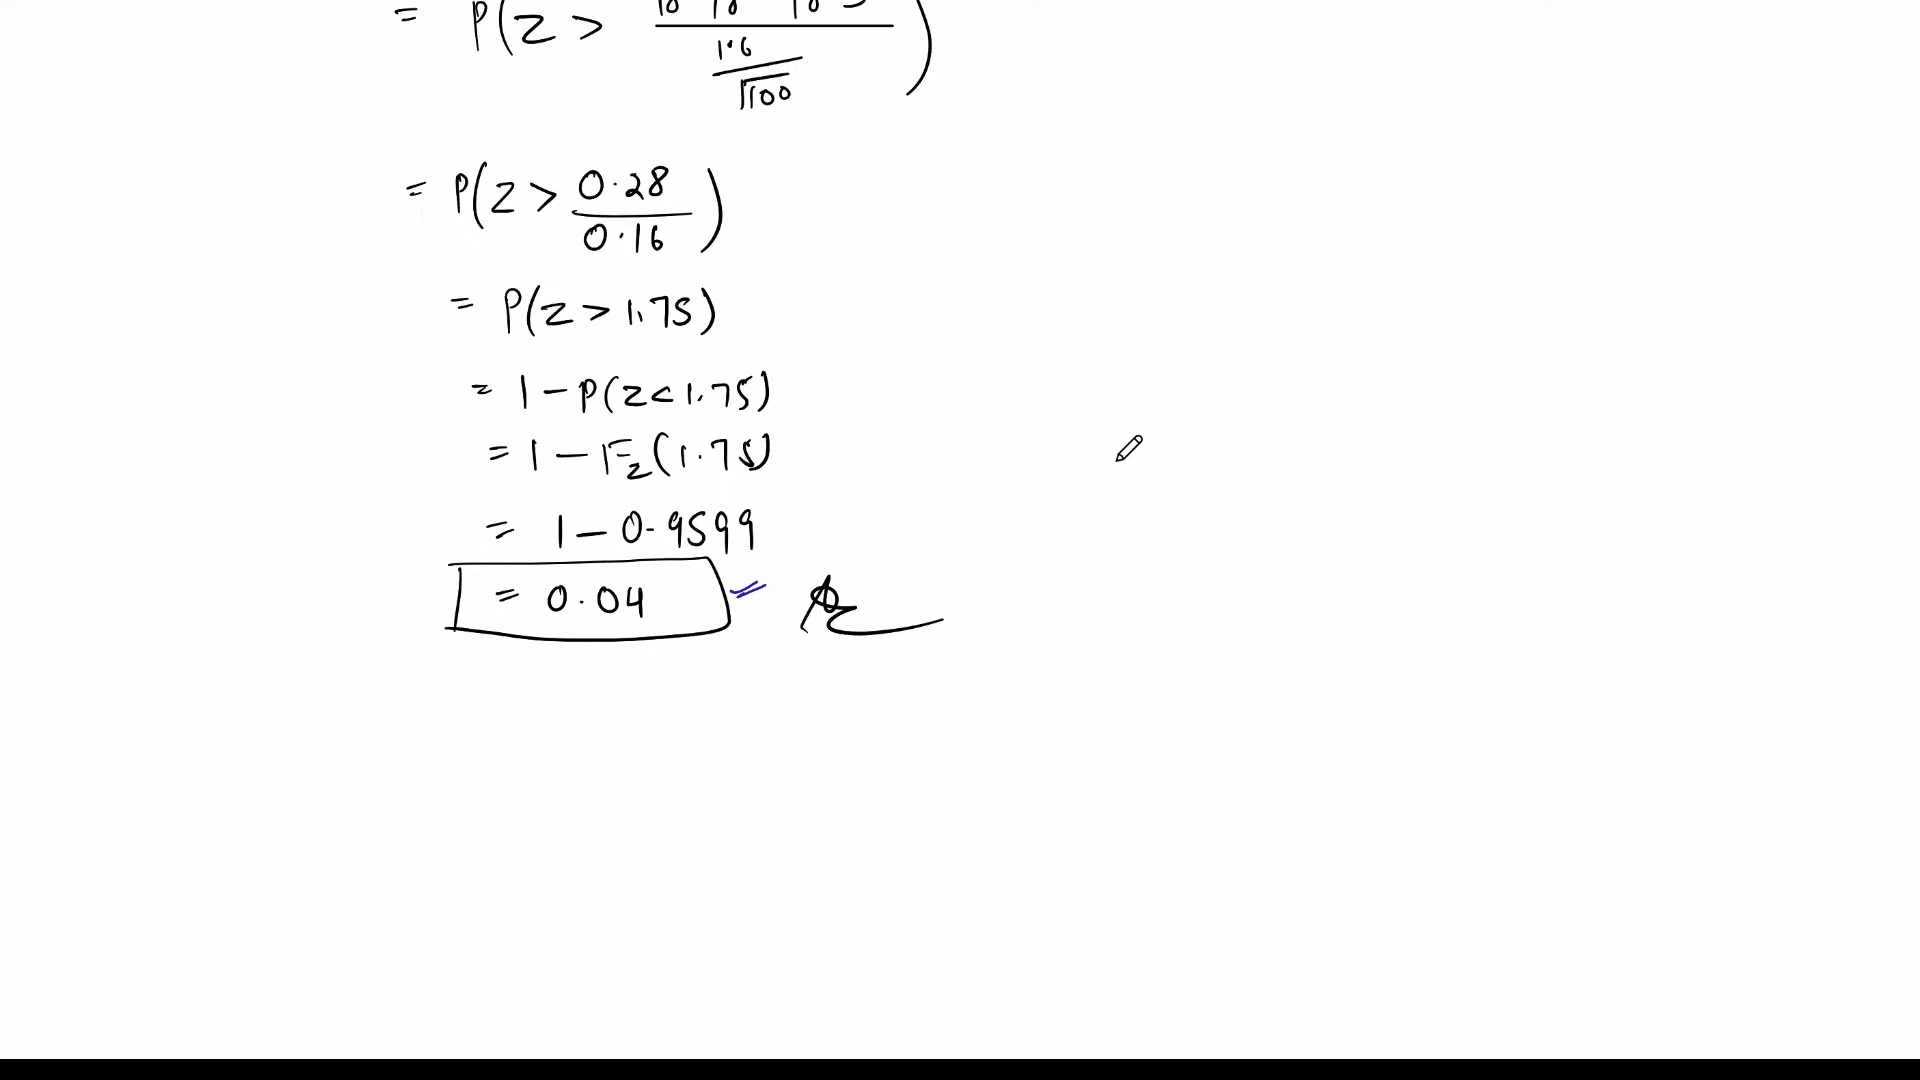 = P(Z >
1.6
√100
)
= P(Z > 0.28
0.16 )
= P(Z > 1.75)
= 1 - P(Z < 1.75)
= 1 - F_Z(1.75)
= 1 - 0.9599
= 0.04